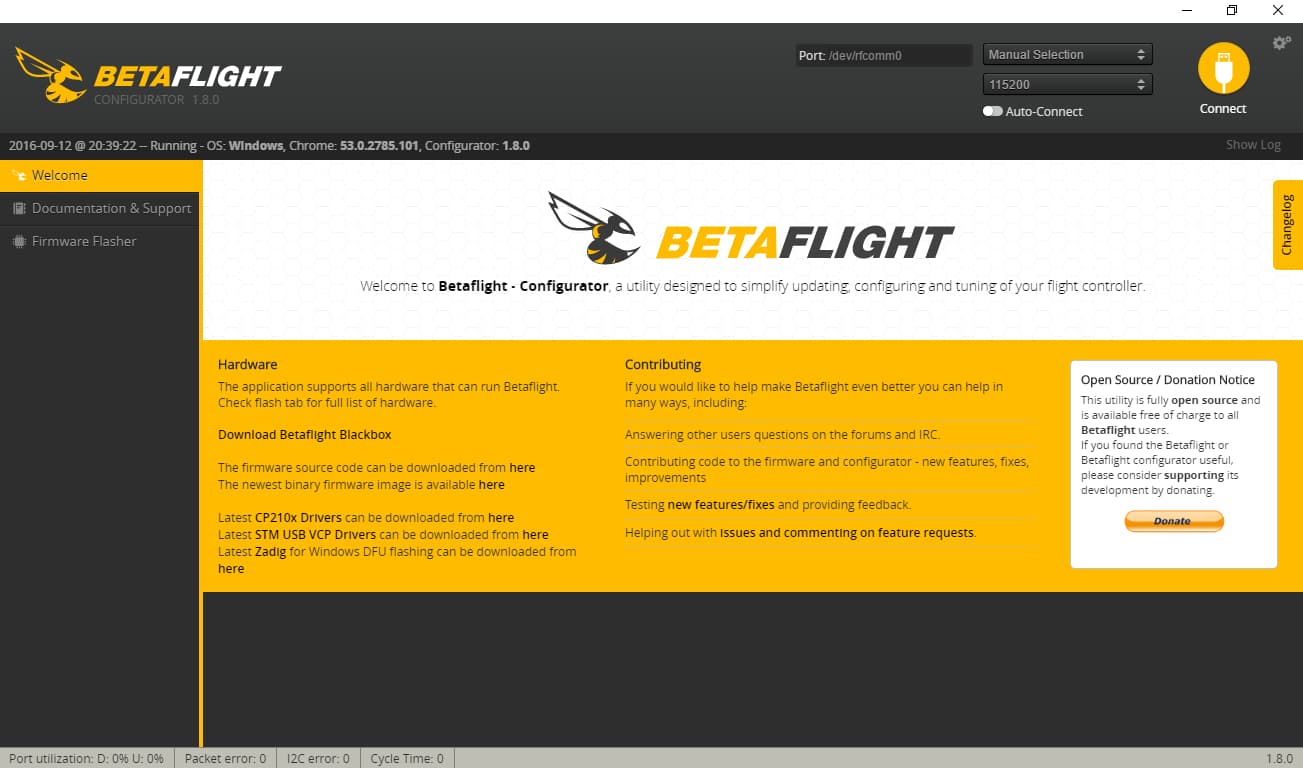 Port: /dev/rfcomm0
Manual Selection
115200
Auto-Connect
Connect
BETAFLIGHT
CONFIGURATOR 1.8.0
2016-09-12 @ 20:39:22 -- Running - OS: Windows, Chrome: 53.0.2785.101, Configurator: 1.8.0
Show Log
Welcome
Documentation & Support
Firmware Flasher
Changelog
BETAFLIGHT
Welcome to Betaflight - Configurator, a utility designed to simplify updating, configuring and tuning of your flight controller.
Hardware
The application supports all hardware that can run Betaflight.
Check flash tab for full list of hardware.
Download Betaflight Blackbox
The firmware source code can be downloaded from here
The newest binary firmware image is available here
Latest CP210x Drivers can be downloaded from here
Latest STM USB VCP Drivers can be downloaded from here
Latest Zadig for Windows DFU flashing can be downloaded from
here
Contributing
If you would like to help make Betaflight even better you can help in
many ways, including:
Answering other users questions on the forums and IRC.
Contributing code to the firmware and configurator - new features, fixes,
improvements
Testing new features/fixes and providing feedback.
Helping out with issues and commenting on feature requests.
Open Source / Donation Notice
This utility is fully open source and
is available free of charge to all
Betaflight users.
If you found the Betaflight or
Betaflight configurator useful,
please consider supporting its
development by donating.
Donate
Port utilization: D: 0% U: 0%
Packet error: 0
I2C error: 0
Cycle Time: 0
1.8.0